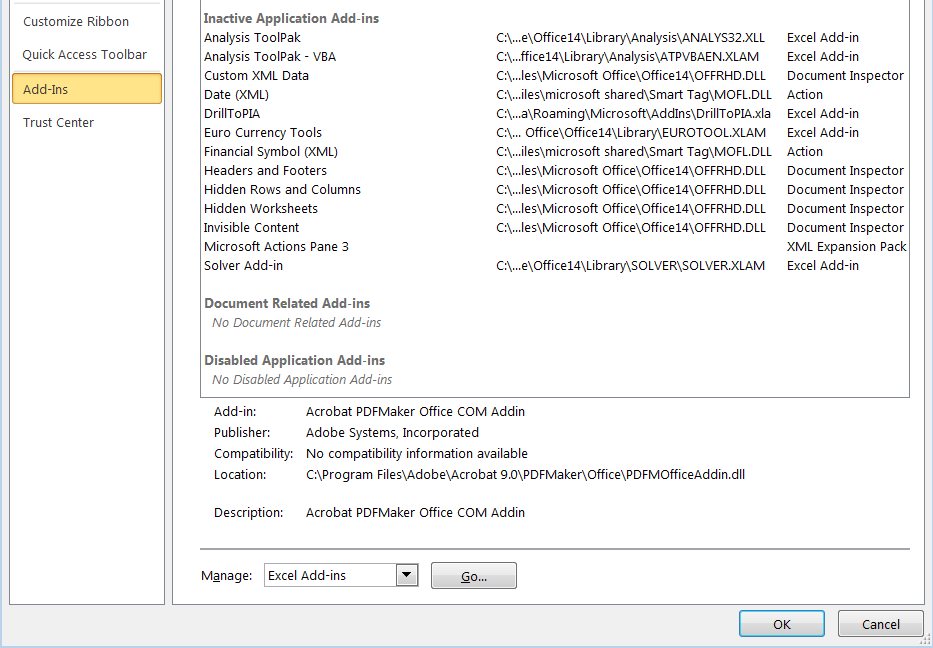 Customize Ribbon
Quick Access Toolbar
Add-Ins
Trust Center
Inactive Application Add-ins
Analysis ToolPak C:\...e\Office14\Library\Analysis\ANALYS32.XLL Excel Add-in
Analysis ToolPak - VBA C:\...ffice14\Library\Analysis\ATPVBAEN.XLAM Excel Add-in
Custom XML Data C:\...les\Microsoft Office\Office14\OFFRHD.DLL Document Inspector
Date (XML) C:\...iles\microsoft shared\Smart Tag\MOFL.DLL Action
DrillToPIA C:\...a\Roaming\Microsoft\AddIns\DrillToPIA.xla Excel Add-in
Euro Currency Tools C:\... Office\Office14\Library\EUROTOOL.XLAM Excel Add-in
Financial Symbol (XML) C:\...iles\microsoft shared\Smart Tag\MOFL.DLL Action
Headers and Footers C:\...les\Microsoft Office\Office14\OFFRHD.DLL Document Inspector
Hidden Rows and Columns C:\...les\Microsoft Office\Office14\OFFRHD.DLL Document Inspector
Hidden Worksheets C:\...les\Microsoft Office\Office14\OFFRHD.DLL Document Inspector
Invisible Content C:\...les\Microsoft Office\Office14\OFFRHD.DLL Document Inspector
Microsoft Actions Pane 3 XML Expansion Pack
Solver Add-in C:\...e\Office14\Library\SOLVER\SOLVER.XLAM Excel Add-in
Document Related Add-ins
No Document Related Add-ins
Disabled Application Add-ins
No Disabled Application Add-ins
Add-in: Acrobat PDFMaker Office COM Addin
Publisher: Adobe Systems, Incorporated
Compatibility: No compatibility information available
Location: C:\Program Files\Adobe\Acrobat 9.0\PDFMaker\Office\PDFMOfficeAddin.dll
Description: Acrobat PDFMaker Office COM Addin
Manage: Excel Add-ins Go...
OK Cancel